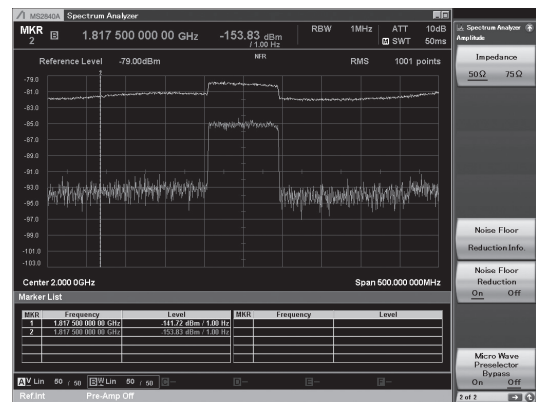 MS2840A Spectrum Analyzer
MKR 2 B 1.817 500 000 00 GHz -153.83 dBm / 1.00 Hz RBW 1MHz ATT 10dB
M SWT 50ms
Reference Level -79.00dBm NFR RMS 1001 points
2
-79.0
-81.0
-83.0
-85.0
-87.0
-89.0
-91.0
-93.0
-95.0
-97.0
-99.0
-101.0
-103.0
Center 2.000 0GHz Span 500.000 000MHz
Marker List
MKR Frequency Level MKR Frequency Level
1 1.817 500 000 00 GHz -141.72 dBm / 1.00 Hz
2 1.817 500 000 00 GHz -153.83 dBm / 1.00 Hz
A V Lin 50 / 50 B W Lin 50 / 50
Ref.Int Pre-Amp Off
Spectrum Analyzer
Amplitude
Impedance
50Ω 75Ω
Noise Floor
Reduction Info.
Noise Floor
Reduction
On Off
Micro Wave
Preselector
Bypass
On Off
2 of 2